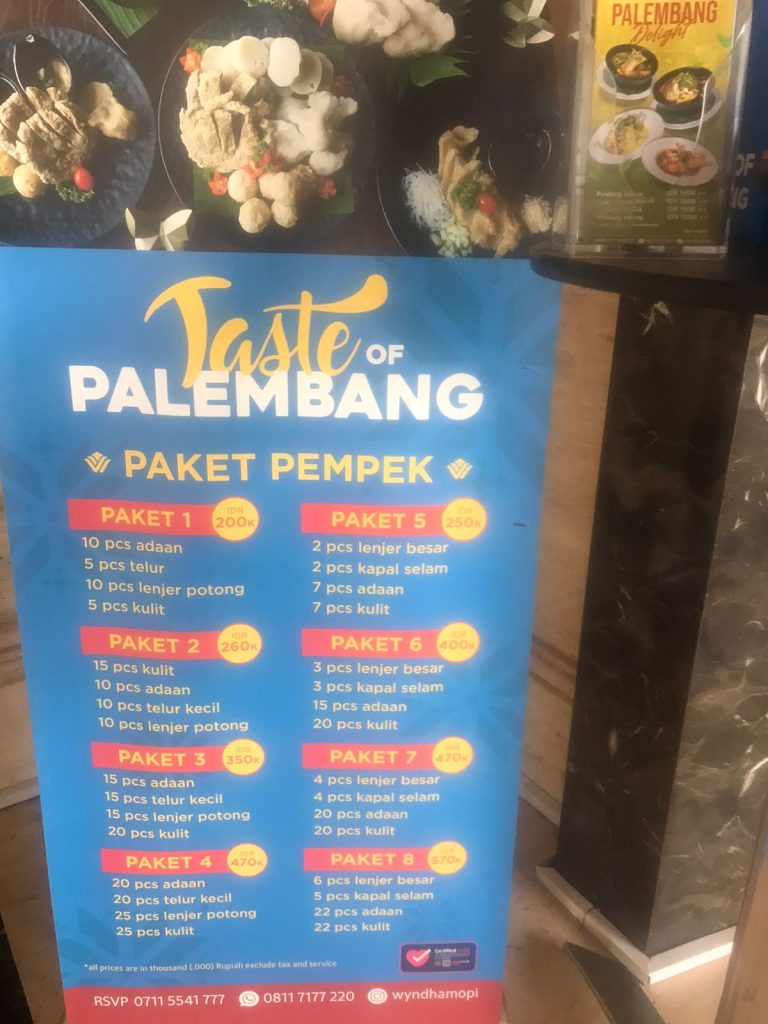 PALEMBANG
Delight
Taste OF
PALEMBANG
PAKET PEMPEK
PAKET 1 IDR 200K
10 pcs adaan
5 pcs telur
10 pcs lenjer potong
5 pcs kulit
PAKET 2 IDR 260K
15 pcs kulit
10 pcs adaan
10 pcs telur kecil
10 pcs lenjer potong
PAKET 3 IDR 350K
15 pcs adaan
15 pcs telur kecil
15 pcs lenjer potong
20 pcs kulit
PAKET 4 IDR 470K
20 pcs adaan
20 pcs telur kecil
25 pcs lenjer potong
25 pcs kulit
PAKET 5 IDR 250K
2 pcs lenjer besar
2 pcs kapal selam
7 pcs adaan
7 pcs kulit
PAKET 6 IDR 400K
3 pcs lenjer besar
3 pcs kapal selam
15 pcs adaan
20 pcs kulit
PAKET 7 IDR 470K
4 pcs lenjer besar
4 pcs kapal selam
20 pcs adaan
20 pcs kulit
PAKET 8 IDR 570K
6 pcs lenjer besar
5 pcs kapal selam
22 pcs adaan
22 pcs kulit
*all prices are in thousand (.000) Rupiah exclude tax and service
RSVP 0711 5541 777 0811 7177 220 wyndhamopi